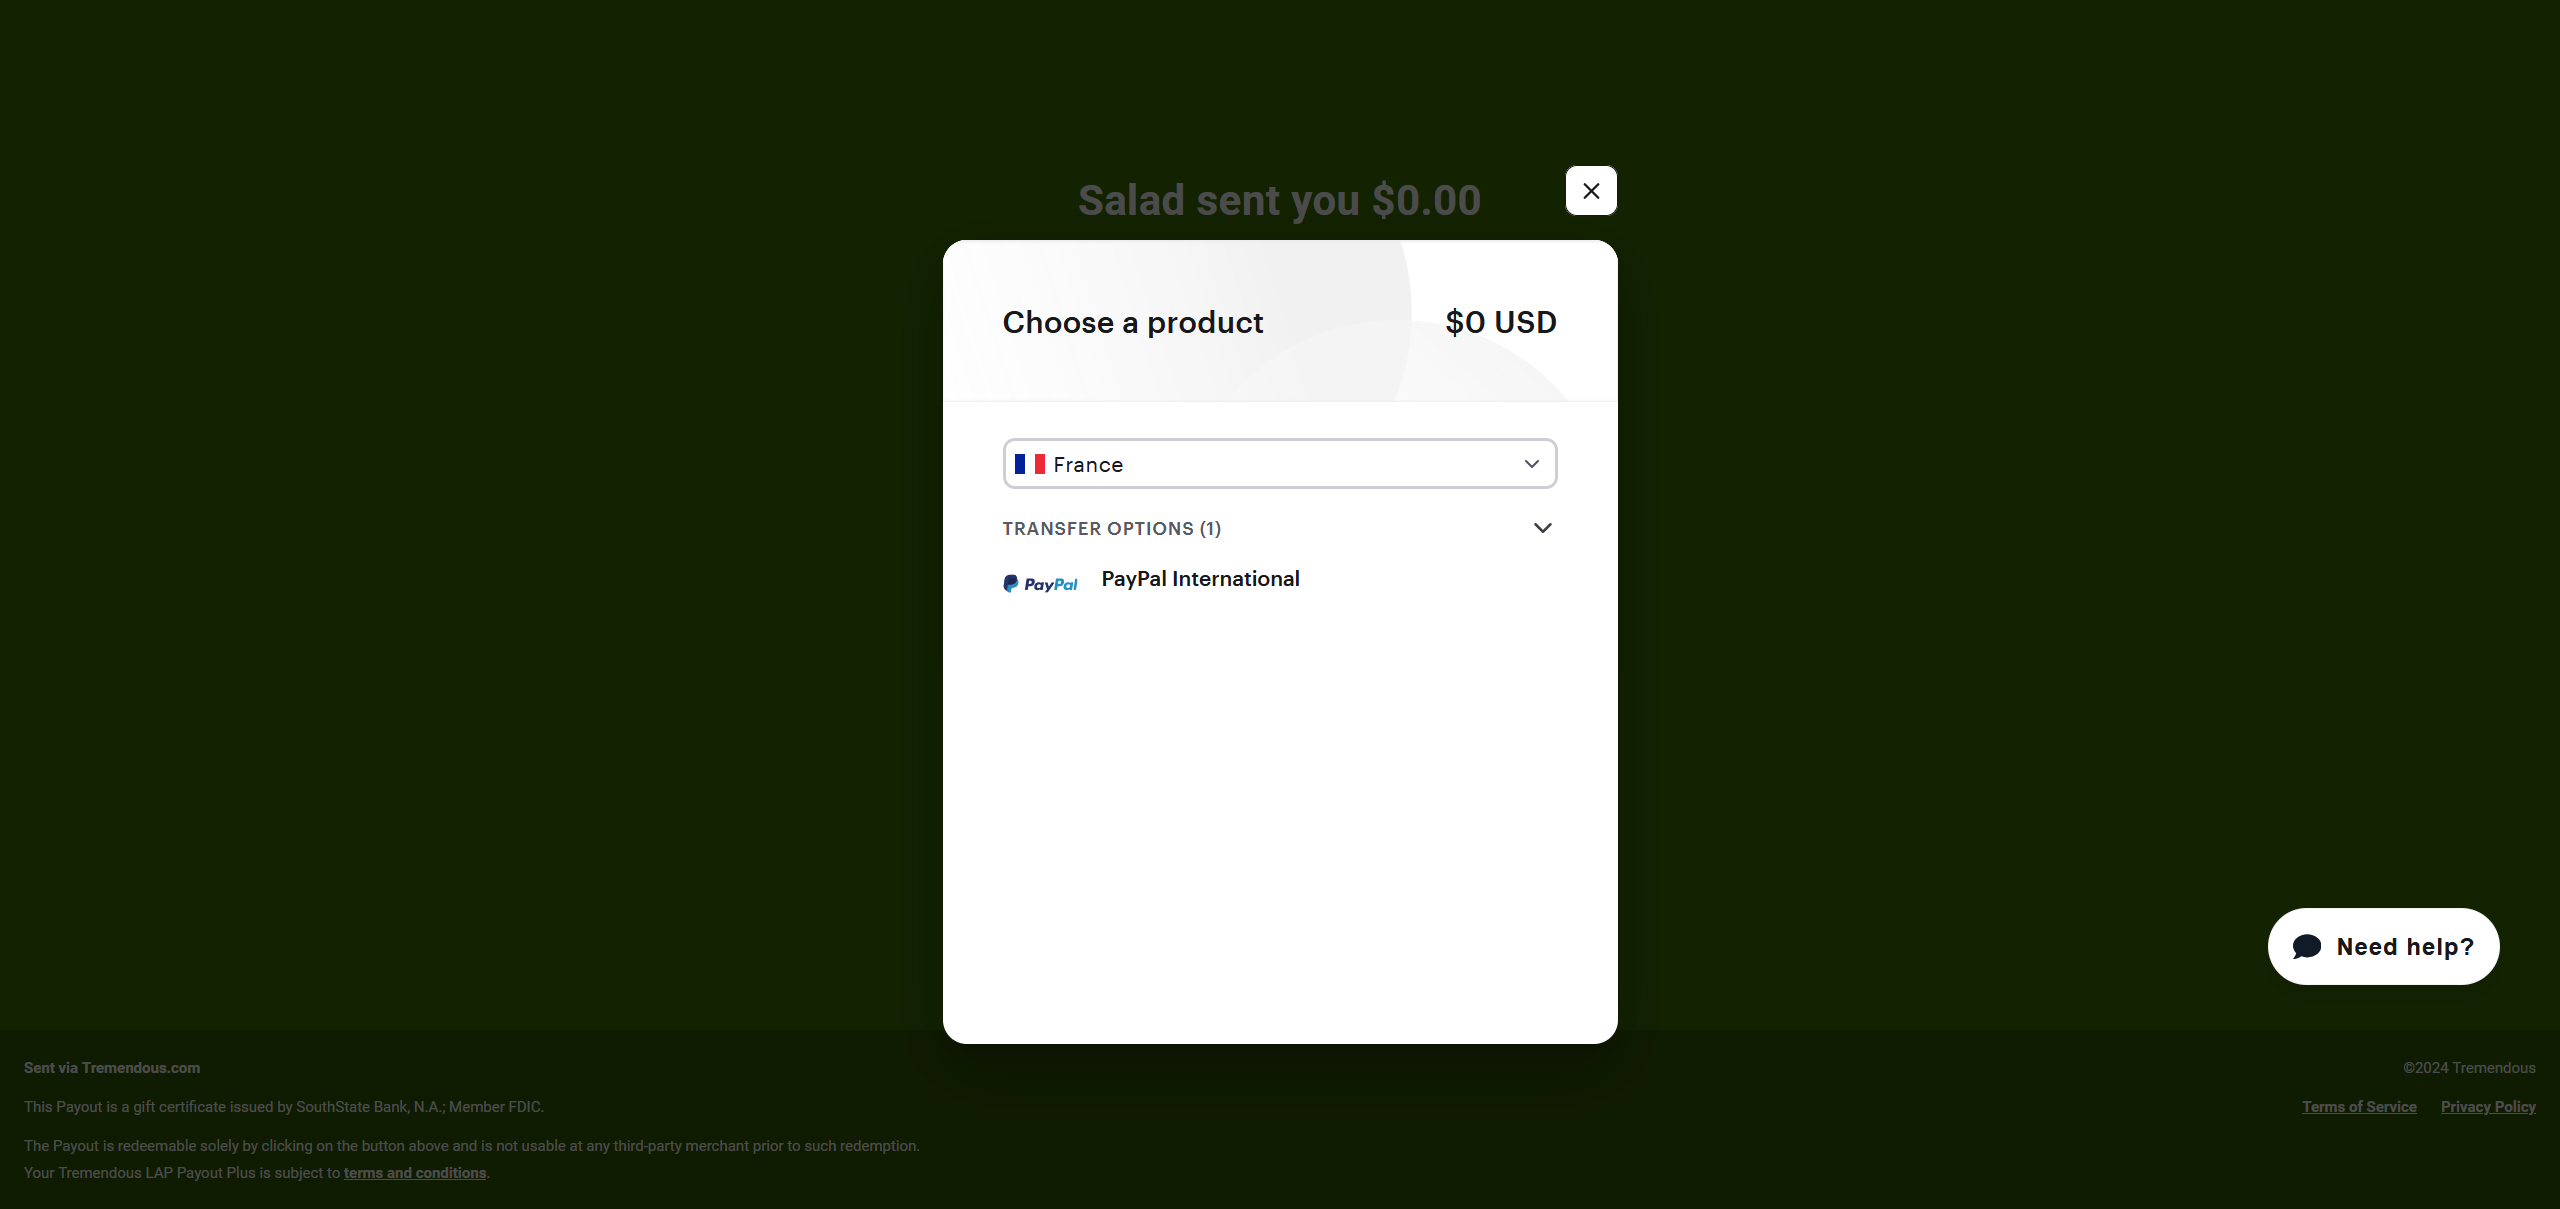 Salad sent you $0.00
Choose a product
$0 USD
France
TRANSFER OPTIONS (1)
PayPal
PayPal International
Need help?
Sent via Tremendous.com
This Payout is a gift certificate issued by SouthState Bank, N.A.; Member FDIC.
The Payout is redeemable solely by clicking on the button above and is not usable at any third-party merchant prior to such redemption.
Your Tremendous LAP Payout Plus is subject to terms and conditions.
©2024 Tremendous
Terms of Service
Privacy Policy